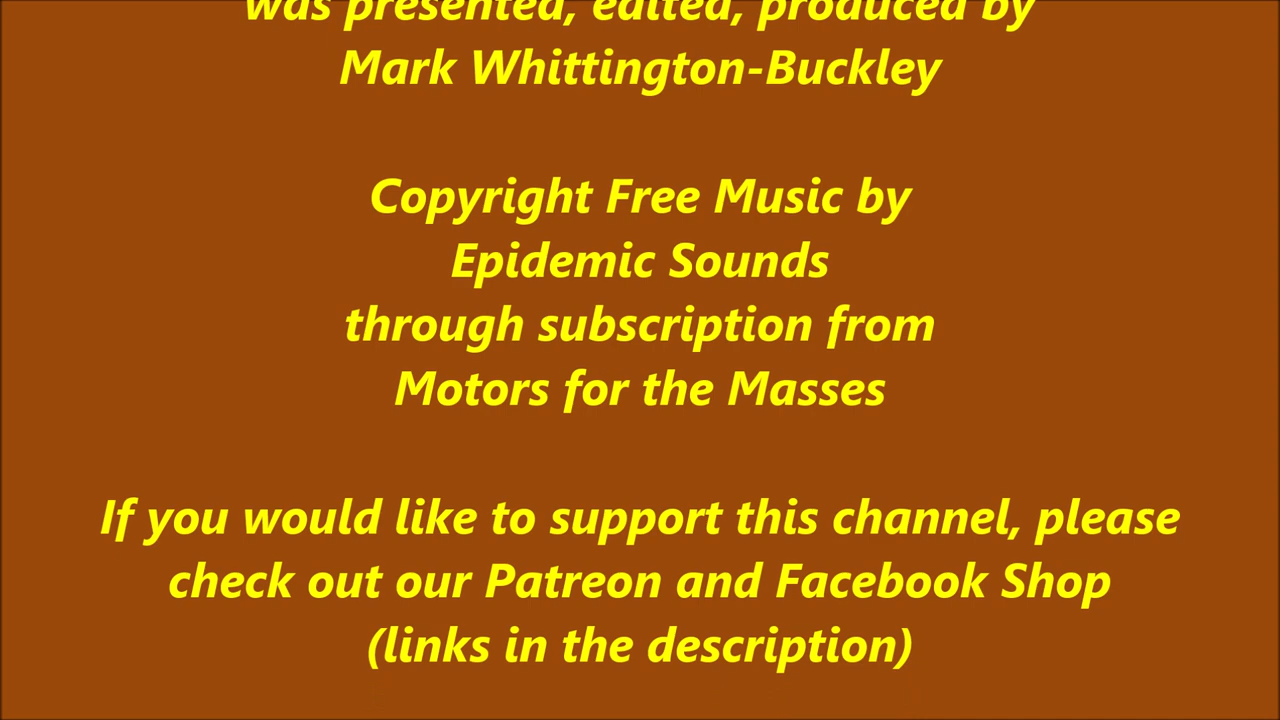 was presented, edited, produced by
Mark Whittington-Buckley
Copyright Free Music by
Epidemic Sounds
through subscription from
Motors for the Masses
If you would like to support this channel, please
check out our Patreon and Facebook Shop
(links in the description)